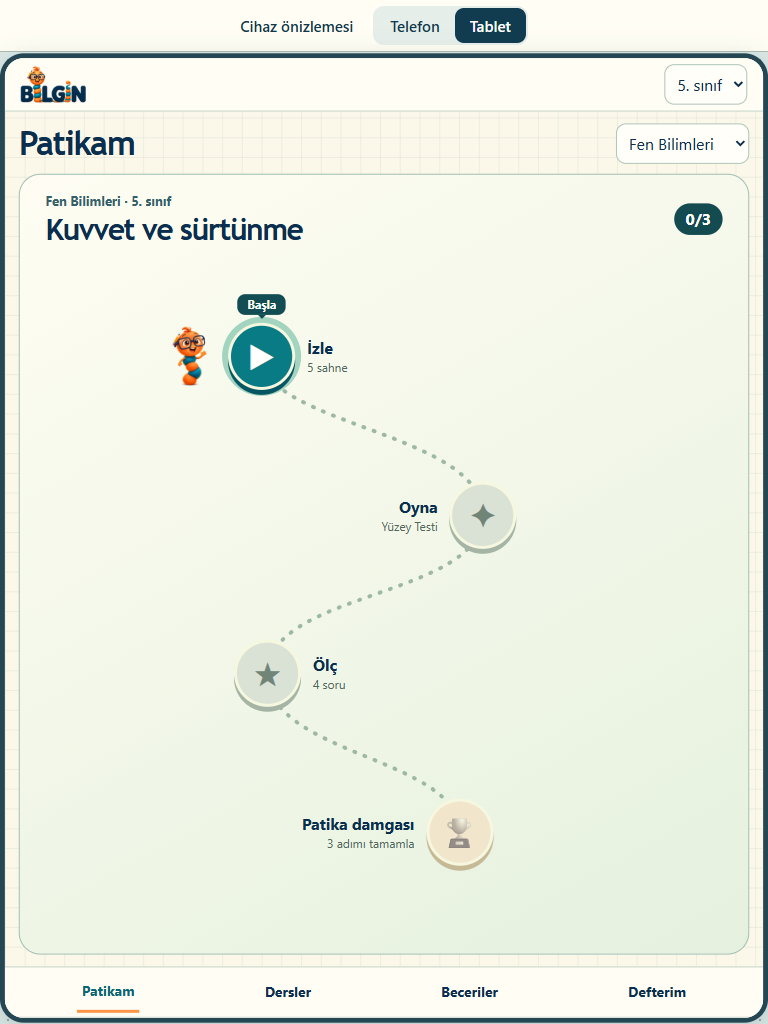 Cihaz önizlemesi
Telefon
Tablet
BİLGİN
5. sınıf
Patikam
Fen Bilimleri
Fen Bilimleri · 5. sınıf
Kuvvet ve sürtünme
0/3
Başla
İzle
5 sahne
Oyna
Yüzey Testi
Ölç
4 soru
Patika damgası
3 adımı tamamla
Patikam
Dersler
Beceriler
Defterim